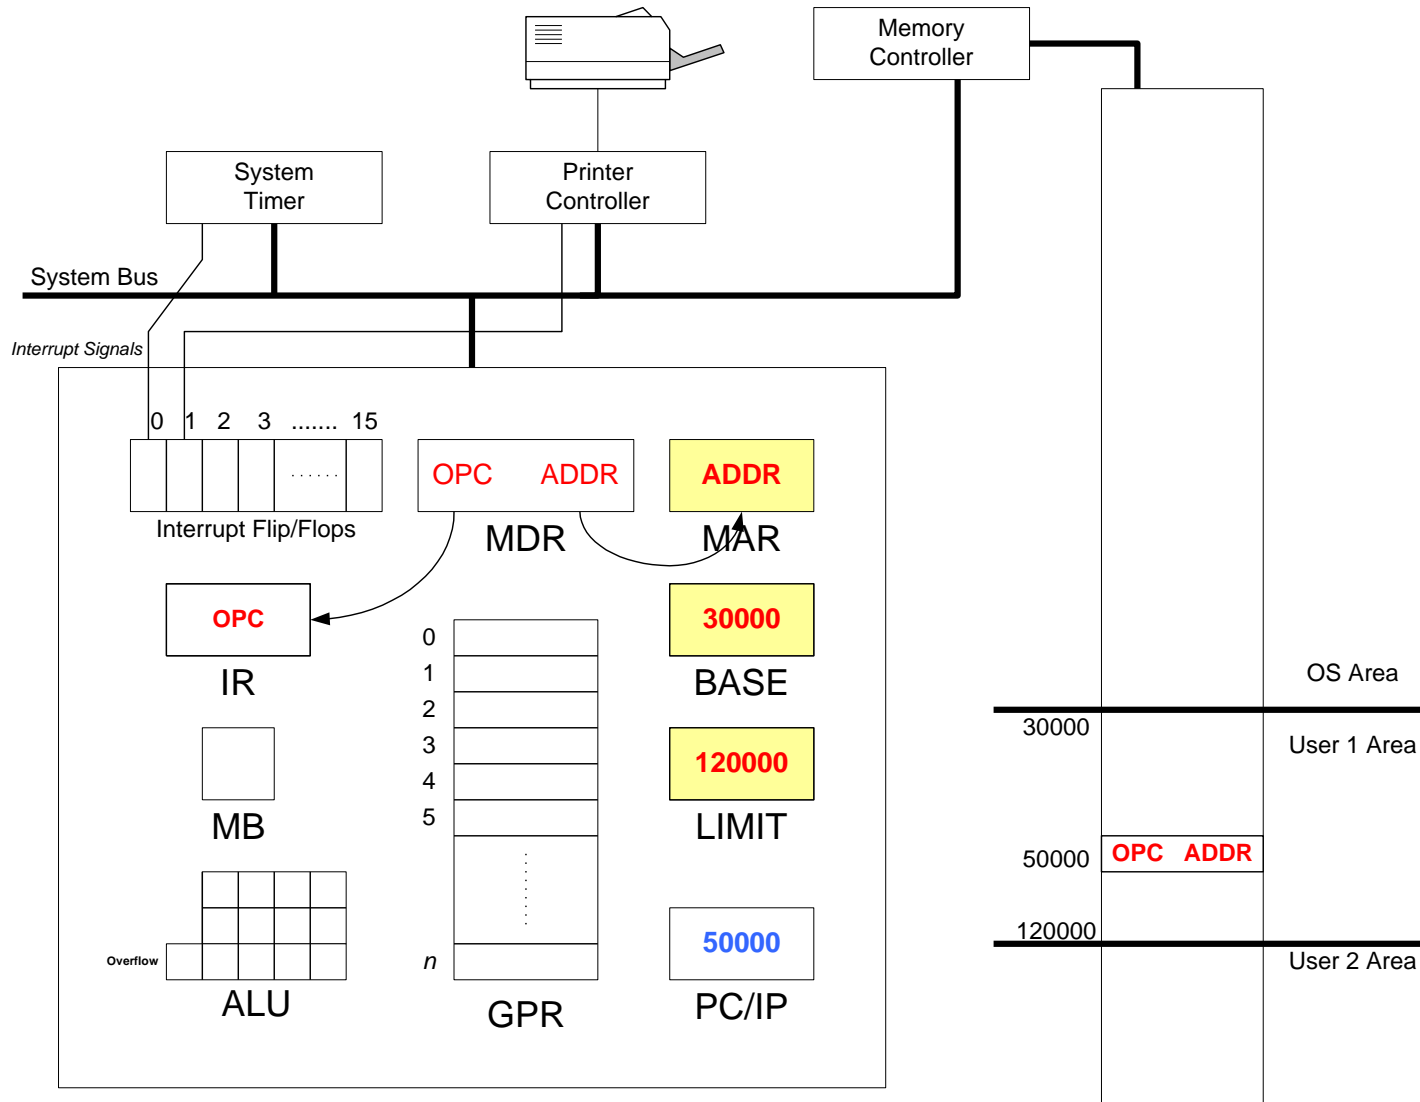 Memory
Controller
System
Timer
Printer
Controller
System Bus
Interrupt Signals
0 1 2 3 ....... 15
......
Interrupt Flip/Flops
OPC ADDR
MDR
ADDR
MAR
OPC
IR
30000
BASE
MB
120000
LIMIT
Overflow
ALU
0
1
2
3
4
5
n
GPR
50000
PC/IP
OS Area
30000
User 1 Area
50000
OPC ADDR
120000
User 2 Area